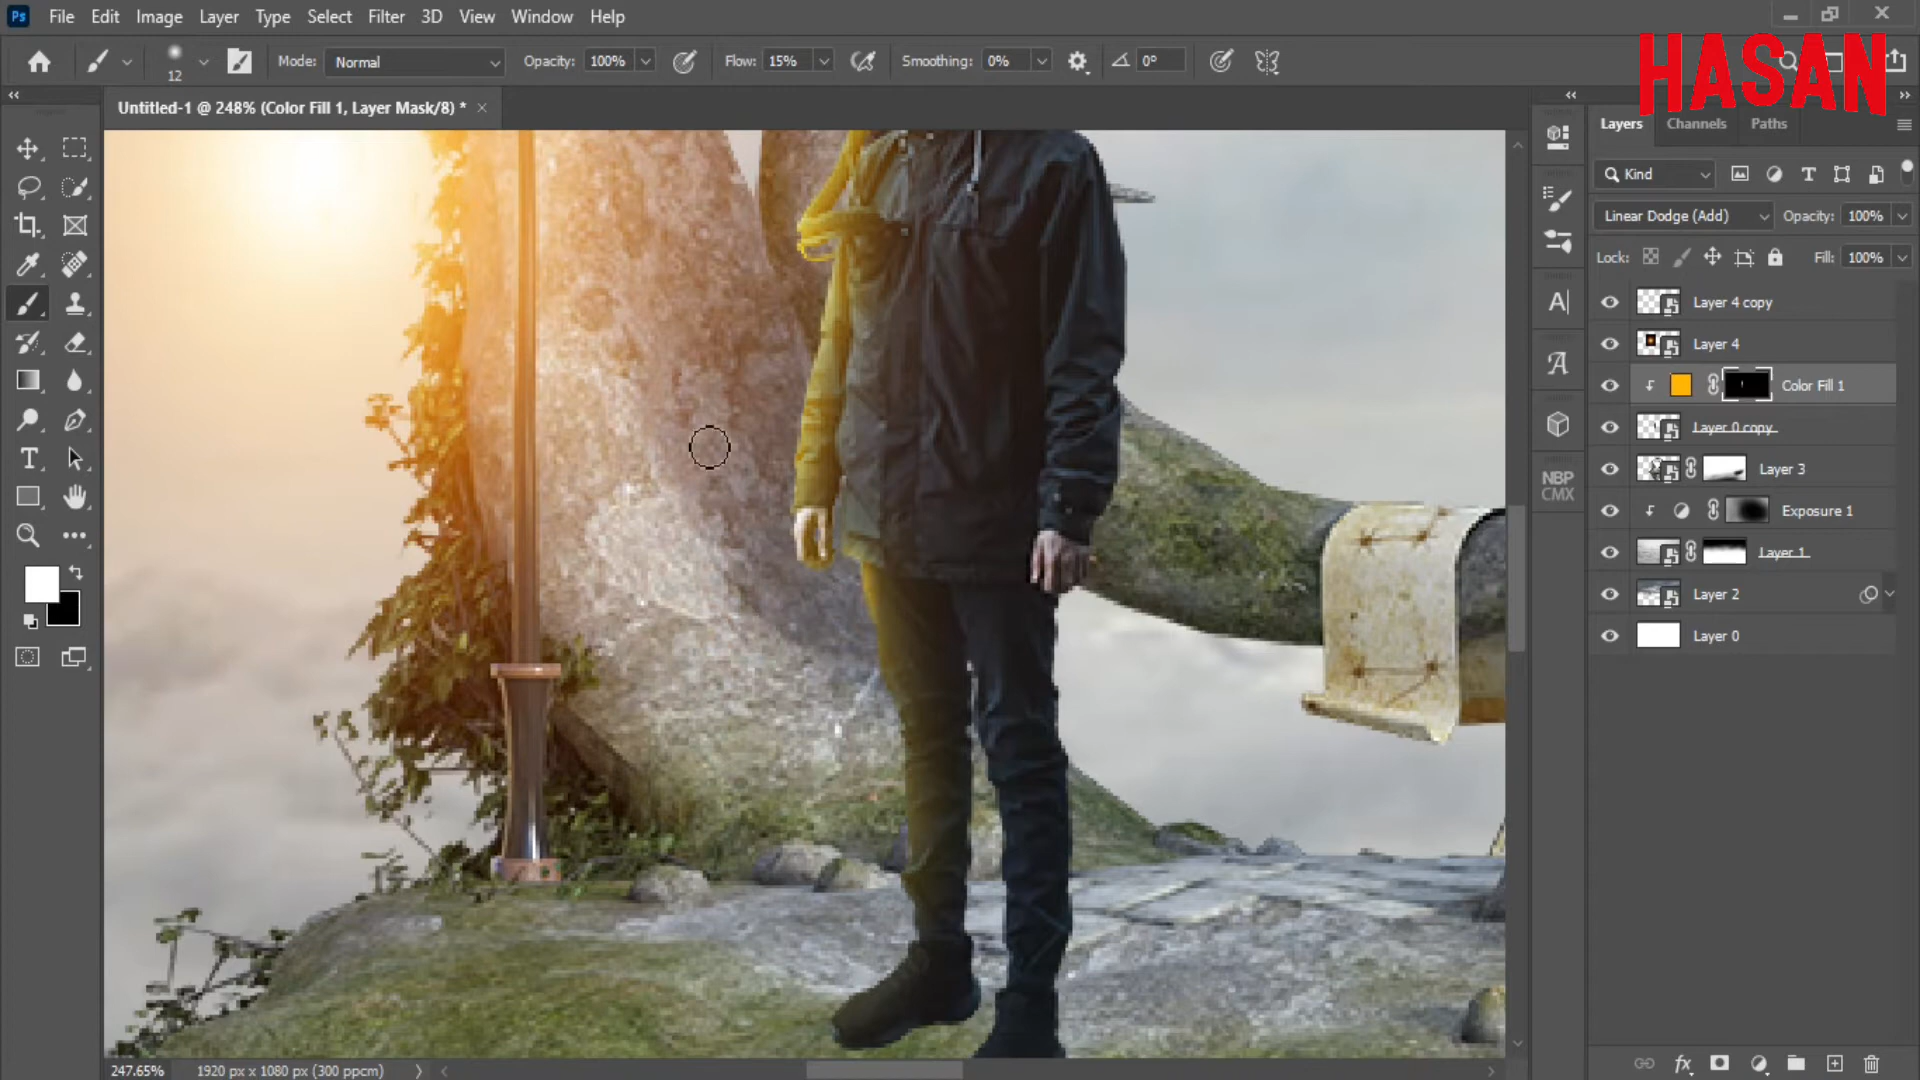 Ps File Edit Image Layer Type Select Filter 3D View Window Help
12 Mode: Normal Opacity: 100% Flow: 15% Smoothing: 0% 0°
HASAN
Untitled-1 @ 248% (Color Fill 1, Layer Mask/8) *
Layers Channels Paths
Kind
Linear Dodge (Add) Opacity: 100%
Lock: Fill: 100%
Layer 4 copy
Layer 4
Color Fill 1
Layer 0 copy
Layer 3
Exposure 1
Layer 1
Layer 2
Layer 0
NBP
CMX
247.65% 1920 px x 1080 px (300 ppcm)